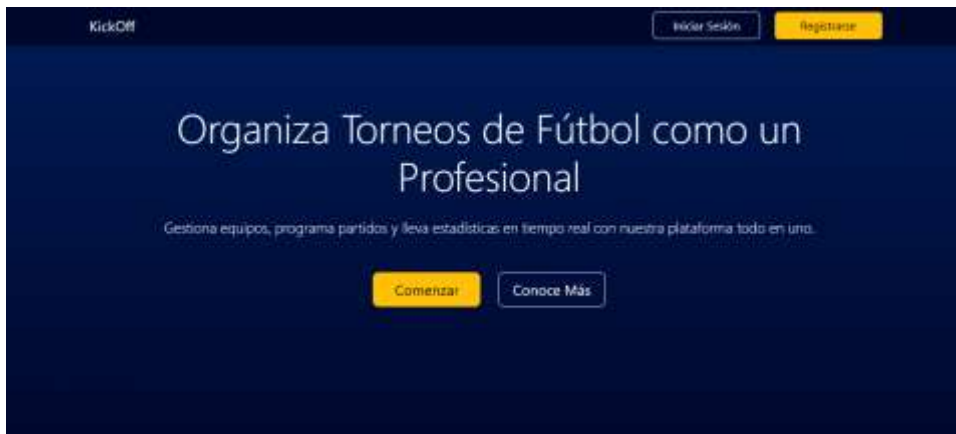 KickOff
Iniciar Sesión
Registrarse
Organiza Torneos de Fútbol como un
Profesional
Gestiona equipos, programa partidos y lleva estadísticas en tiempo real con nuestra plataforma todo en uno.
Comenzar
Conoce Más